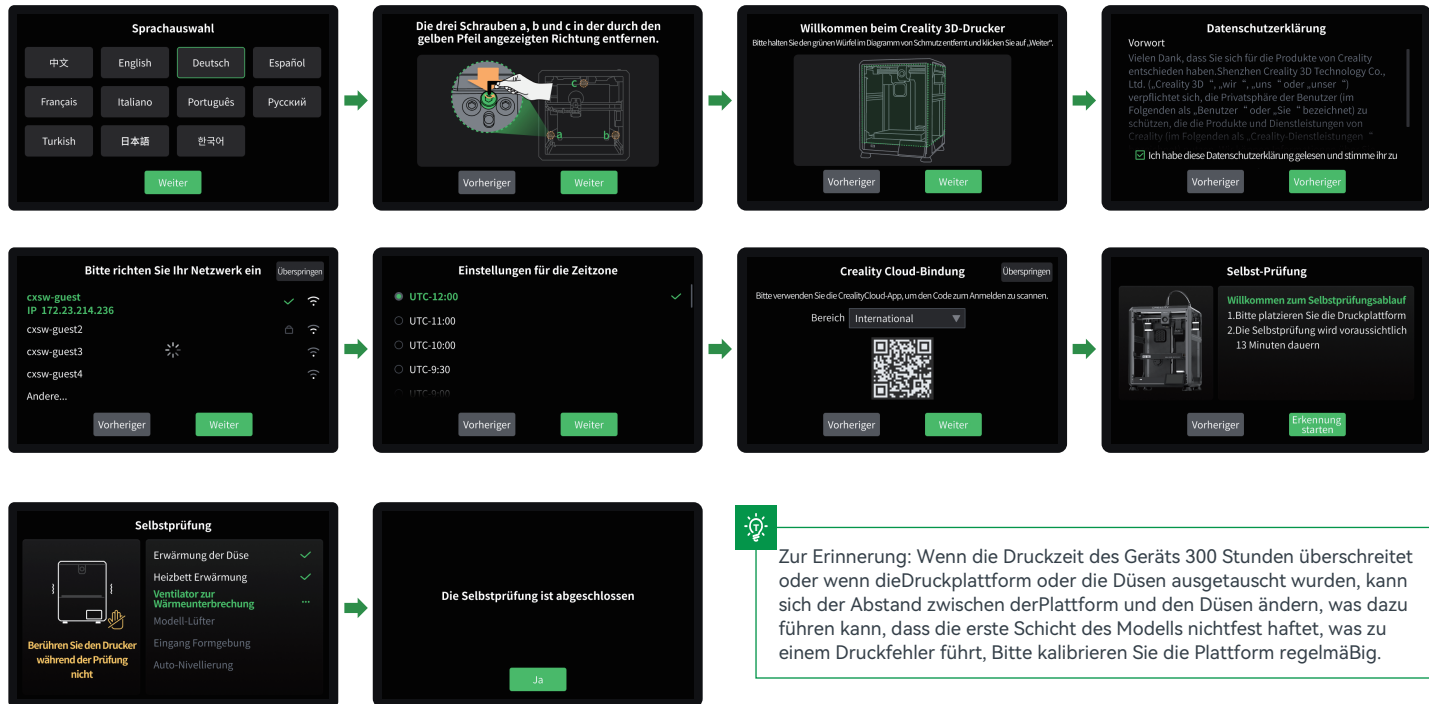 Sprachauswahl
中文 English Deutsch Español
Français Italiano Português Русский
Turkish 日本語 한국어
Weiter
Die drei Schrauben a, b und c in der durch den
gelben Pfeil angezeigten Richtung entfernen.
c
a
b
Vorheriger Weiter
Willkommen beim Creality 3D-Drucker
Bitte halten Sie den grünen Würfel im Diagramm von Schmutz entfernt und klicken Sie auf „Weiter“.
Vorheriger Weiter
Datenschutzerklärung
Vorwort
Vielen Dank, dass Sie sich für die Produkte von Creality
entschieden haben.Shenzhen Creality 3D Technology Co.,
Ltd. („Creality 3D “, „wir “, „uns “ oder „unser “)
verpflichtet sich, die Privatsphäre der Benutzer (im
Folgenden als „Benutzer “ oder „Sie “ bezeichnet) zu
schützen, die die Produkte und Dienstleistungen von
Creality (im Folgenden als „Creality-Dienstleistungen “
Ich habe diese Datenschutzerklärung gelesen und stimme ihr zu
Vorheriger Vorheriger
Bitte richten Sie Ihr Netzwerk ein Überspringen
cxsw-guest
IP 172.23.214.236
cxsw-guest2
cxsw-guest3
cxsw-guest4
Andere...
Vorheriger Weiter
Einstellungen für die Zeitzone
UTC-12:00
UTC-11:00
UTC-10:00
UTC-9:30
UTC-9:00
Vorheriger Weiter
Creality Cloud-Bindung Überspringen
Bitte verwenden Sie die CrealityCloud-App, um den Code zum Anmelden zu scannen.
Bereich International
Vorheriger Weiter
Selbst-Prüfung
Willkommen zum Selbstprüfungsablauf
1.Bitte platzieren Sie die Druckplattform
2.Die Selbstprüfung wird voraussichtlich
13 Minuten dauern
Vorheriger Erkennung
starten
Selbstprüfung
Berühren Sie den Drucker
während der Prüfung
nicht
Erwärmung der Düse
Heizbett Erwärmung
Ventilator zur
Wärmeunterbrechung ...
Modell-Lüfter
Eingang Formgebung
Auto-Nivellierung
Die Selbstprüfung ist abgeschlossen
Ja
Zur Erinnerung: Wenn die Druckzeit des Geräts 300 Stunden überschreitet
oder wenn dieDruckplattform oder die Düsen ausgetauscht wurden, kann
sich der Abstand zwischen derPlattform und den Düsen ändern, was dazu
führen kann, dass die erste Schicht des Modells nichtfest haftet, was zu
einem Druckfehler führt, Bitte kalibrieren Sie die Plattform regelmäBig.